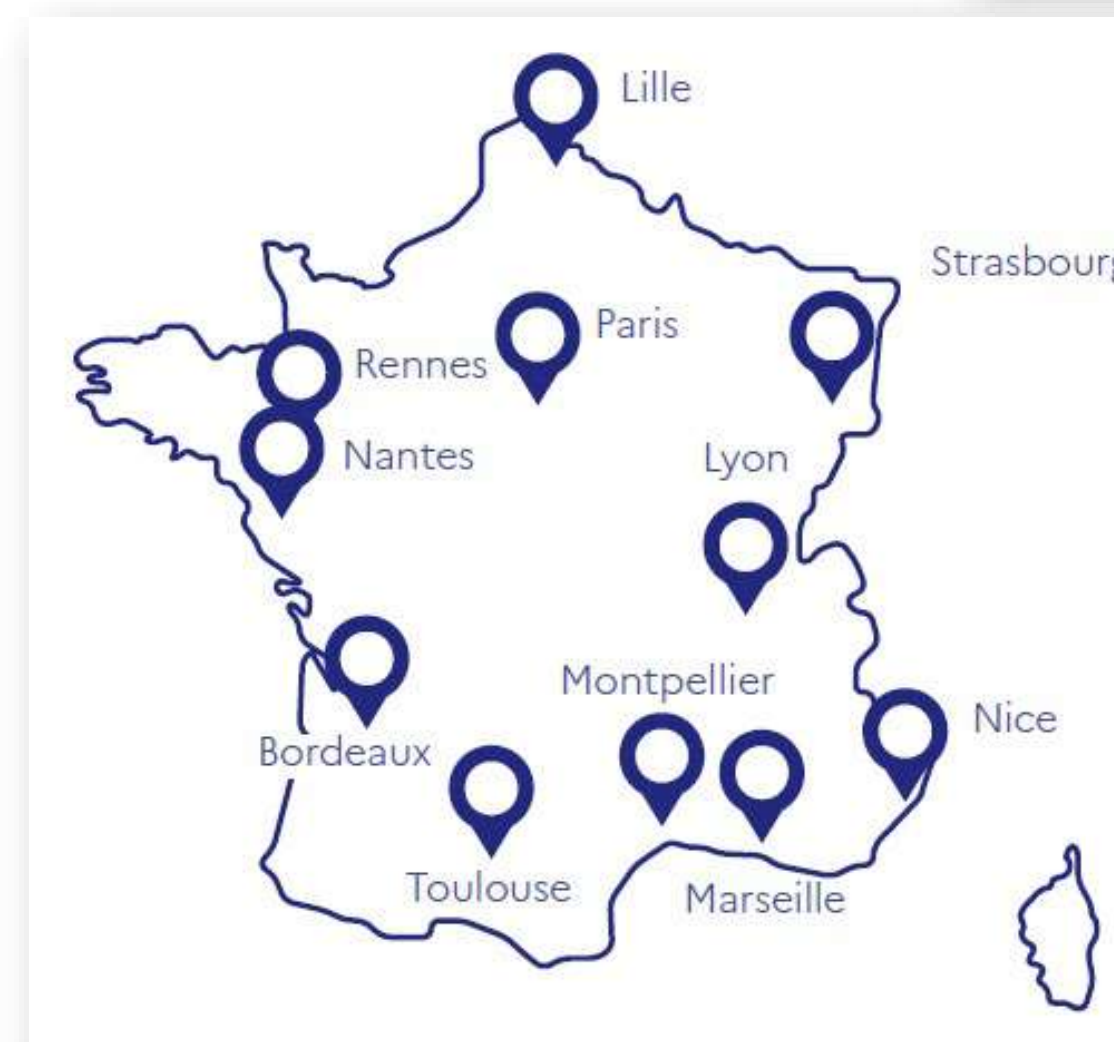 Lille
Strasbourg
Paris
Rennes
Nantes
Lyon
Montpellier
Nice
Bordeaux
Toulouse
Marseille